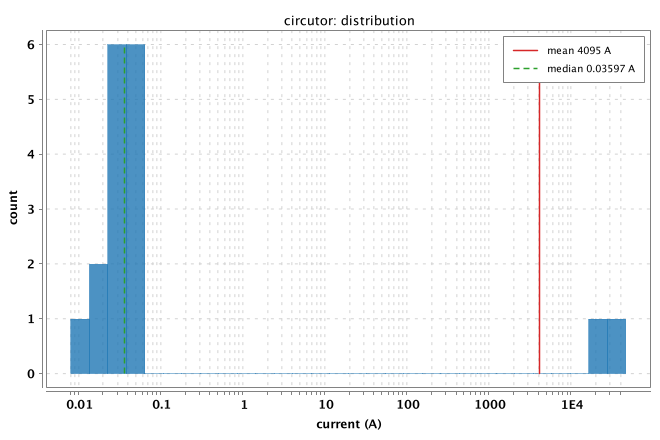 circutor: distribution
mean 4095 A
median 0.03597 A
count
6
5
4
3
2
1
0
0.01 0.1 1 10 100 1000 1E4
current (A)